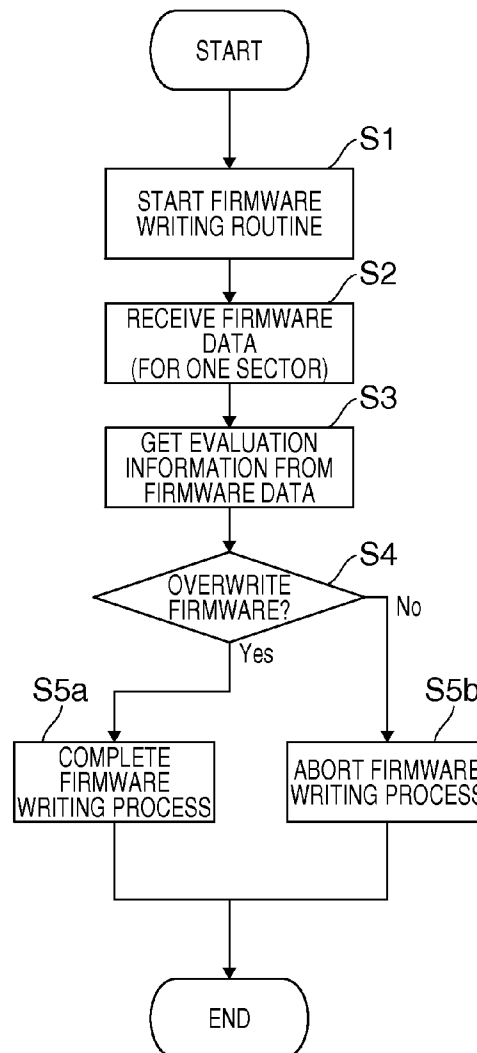 START
S1
START FIRMWARE
WRITING ROUTINE
S2
RECEIVE FIRMWARE
DATA
(FOR ONE SECTOR)
S3
GET EVALUATION
INFORMATION FROM
FIRMWARE DATA
S4
OVERWRITE
FIRMWARE?
No
Yes
S5a
COMPLETE
FIRMWARE
WRITING PROCESS
S5b
ABORT FIRMWARE
WRITING PROCESS
END